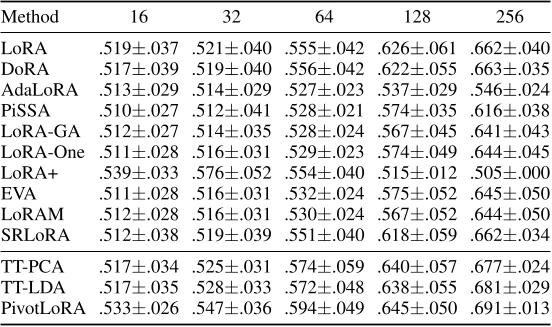 Method 16 32 64 128 256
LoRA .519±.037 .521±.040 .555±.042 .626±.061 .662±.040
DoRA .517±.039 .519±.040 .556±.042 .622±.055 .663±.035
AdaLoRA .513±.029 .514±.029 .527±.023 .537±.029 .546±.024
PiSSA .510±.027 .512±.041 .528±.021 .574±.035 .616±.038
LoRA-GA .512±.027 .514±.035 .528±.024 .567±.045 .641±.043
LoRA-One .511±.028 .516±.031 .529±.023 .574±.049 .644±.045
LoRA+ .539±.033 .576±.052 .554±.040 .515±.012 .505±.000
EVA .511±.028 .516±.031 .532±.024 .575±.052 .645±.050
LoRAM .512±.028 .516±.031 .530±.024 .567±.052 .644±.050
SRLoRA .512±.038 .519±.039 .551±.040 .618±.059 .662±.034
TT-PCA .517±.034 .525±.031 .574±.059 .640±.057 .677±.024
TT-LDA .517±.035 .528±.033 .572±.048 .638±.055 .681±.029
PivotLoRA .533±.026 .547±.036 .594±.049 .645±.050 .691±.013